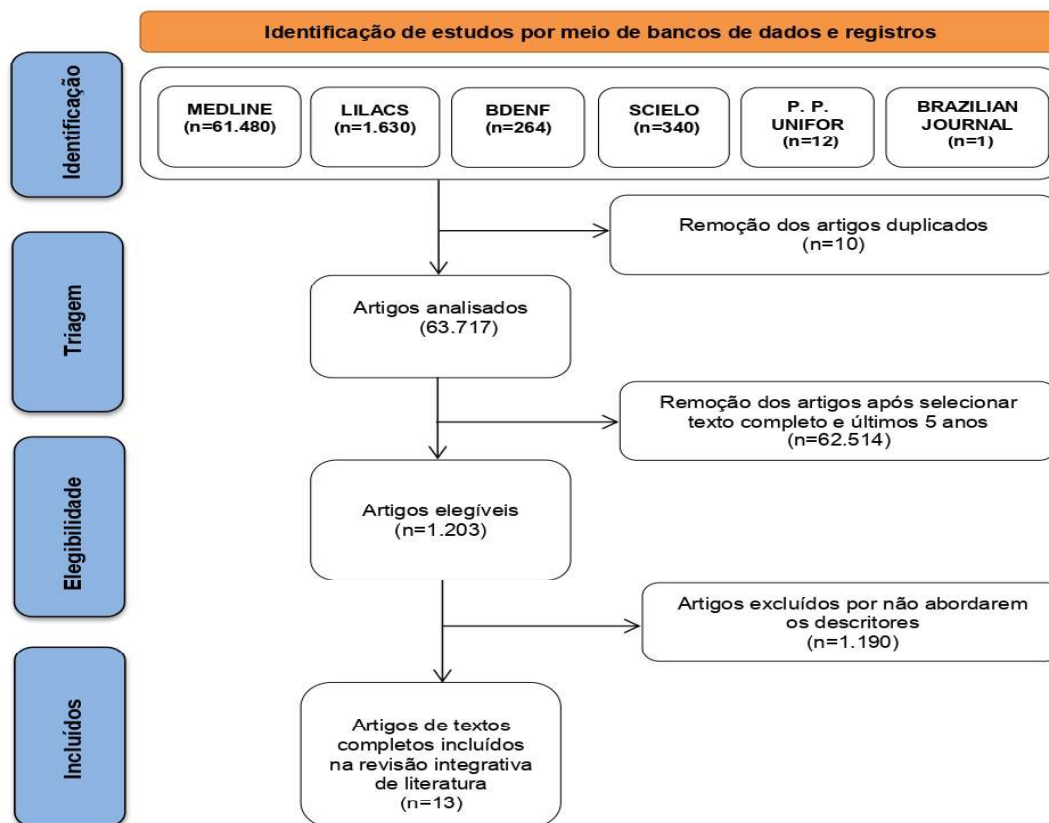 Identificação de estudos por meio de bancos de dados e registros
Identificação
MEDLINE
(n=61.480)
LILACS
(n=1.630)
BDENF
(n=264)
SCIELO
(n=340)
P. P.
UNIFOR
(n=12)
BRAZILIAN
JOURNAL
(n=1)
Remoção dos artigos duplicados
(n=10)
Triagem
Artigos analisados
(63.717)
Remoção dos artigos após selecionar
texto completo e últimos 5 anos
(n=62.514)
Elegibilidade
Artigos elegíveis
(n=1.203)
Artigos excluídos por não abordarem
os descritores
(n=1.190)
Incluídos
Artigos de textos
completos incluídos
na revisão integrativa
de literatura
(n=13)